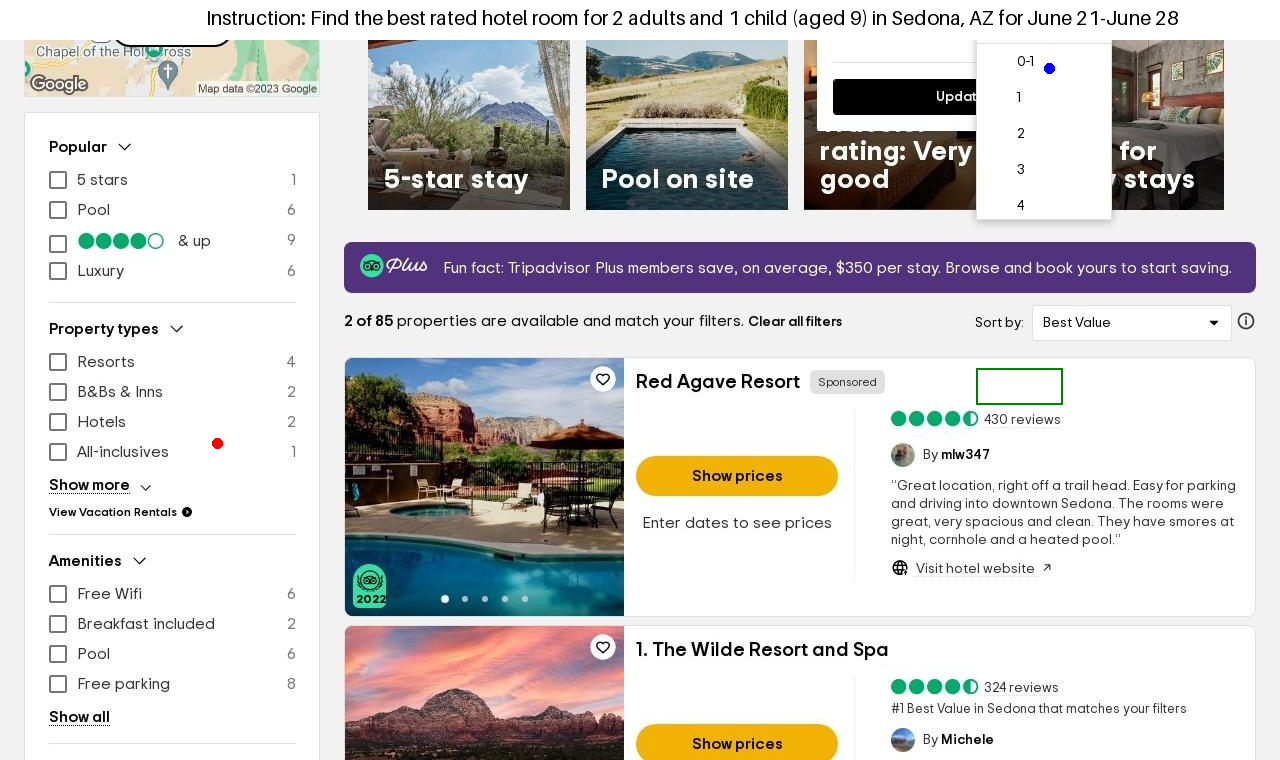 Instruction: Find the best rated hotel room for 2 adults and 1 child (aged 9) in Sedona, AZ for June 21-June 28
Chapel of the Holy Cross
Google
Map data ©2023 Google
Popular
5 stars 1
Pool 6
& up 9
Luxury 6
Property types
Resorts 4
B&Bs & Inns 2
Hotels 2
All-inclusives 1
Show more
View Vacation Rentals
Amenities
Free Wifi 6
Breakfast included 2
Pool 6
Free parking 8
Show all
5-star stay
Pool on site
rating: Very
good
for
stays
Updat
0-1
1
2
3
4
Plus Fun fact: Tripadvisor Plus members save, on average, $350 per stay. Browse and book yours to start saving.
2 of 85 properties are available and match your filters. Clear all filters
Sort by: Best Value
Red Agave Resort Sponsored
2022
Show prices
Enter dates to see prices
430 reviews
By mlw347
“Great location, right off a trail head. Easy for parking
and driving into downtown Sedona. The rooms were
great, very spacious and clean. They have smores at
night, cornhole and a heated pool.”
Visit hotel website
1. The Wilde Resort and Spa
Show prices
324 reviews
#1 Best Value in Sedona that matches your filters
By Michele